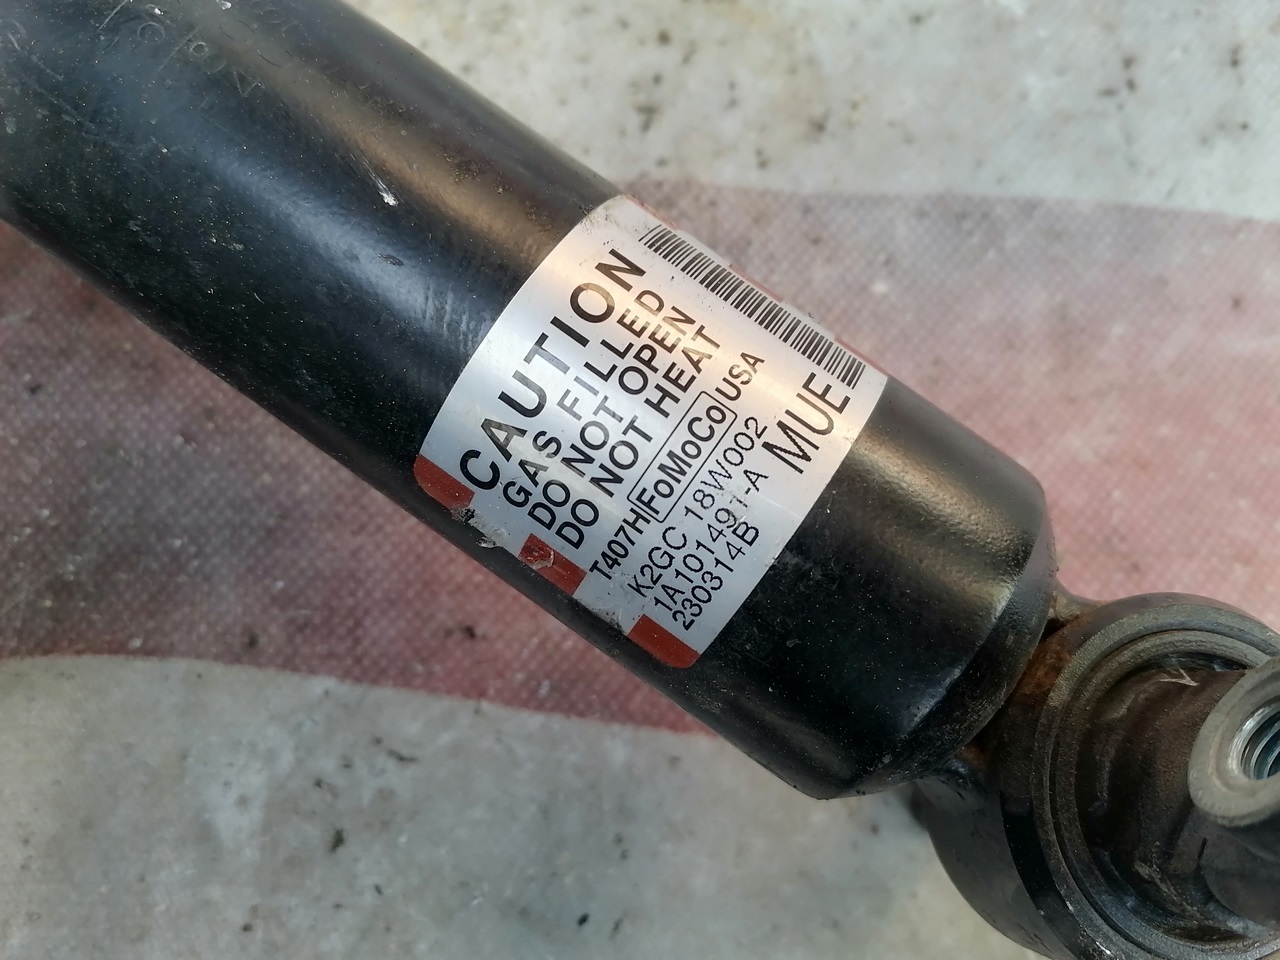 CAUTION
GAS FILLED
DO NOT OPEN
DO NOT HEAT
T407H FoMoCo USA
K2GC 18W002
1A101491-A
230314B
MUE